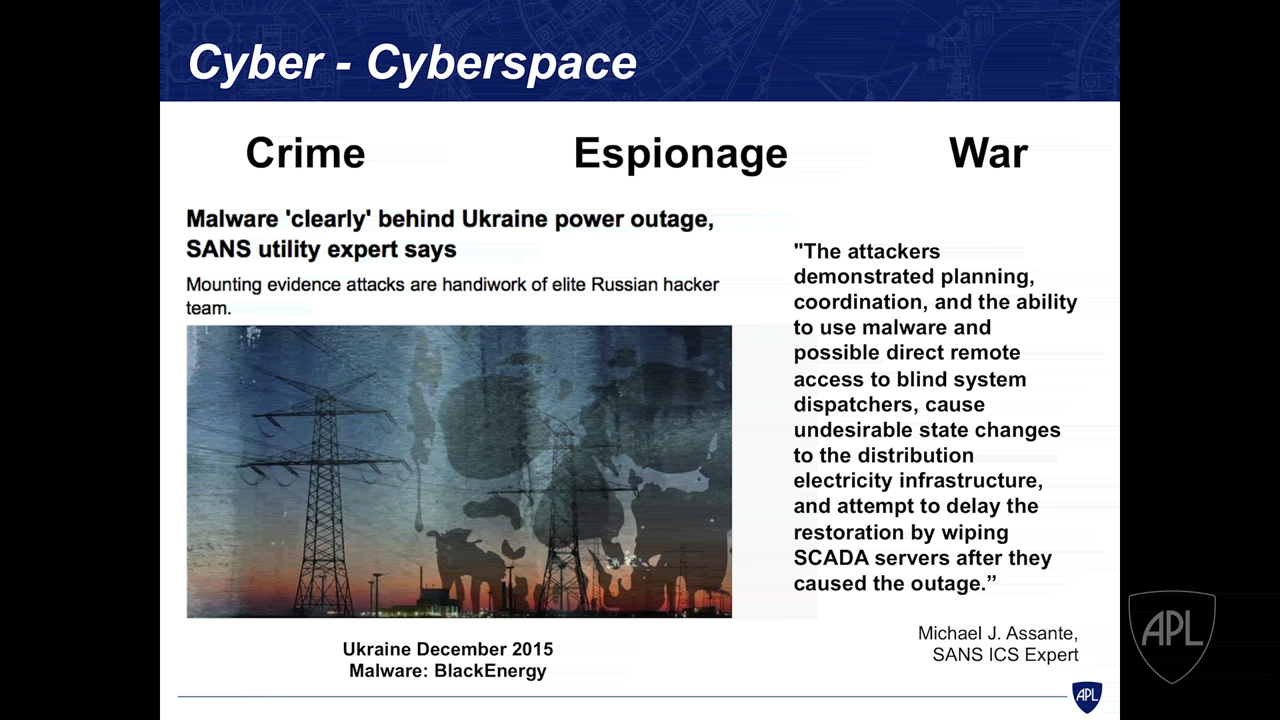 Cyber - Cyberspace
Crime
Espionage
War
Malware 'clearly' behind Ukraine power outage,
SANS utility expert says
Mounting evidence attacks are handiwork of elite Russian hacker
team.
Ukraine December 2015
Malware: BlackEnergy
"The attackers
demonstrated planning,
coordination, and the ability
to use malware and
possible direct remote
access to blind system
dispatchers, cause
undesirable state changes
to the distribution
electricity infrastructure,
and attempt to delay the
restoration by wiping
SCADA servers after they
caused the outage.”
Michael J. Assante,
SANS ICS Expert
APL
APL